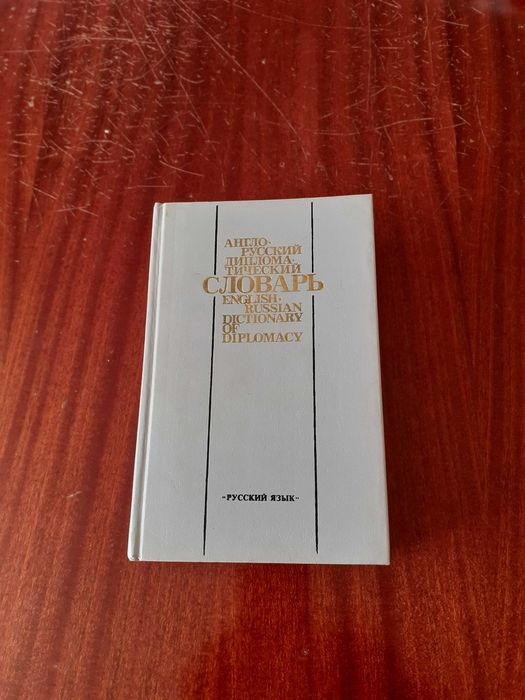 АНГЛО-
РУССКИЙ
ДИПЛОМА-
ТИЧЕСКИЙ
СЛОВАРЬ
ENGLISH-
RUSSIAN
DICTIONARY
OF
DIPLOMACY
«РУССКИЙ ЯЗЫК»